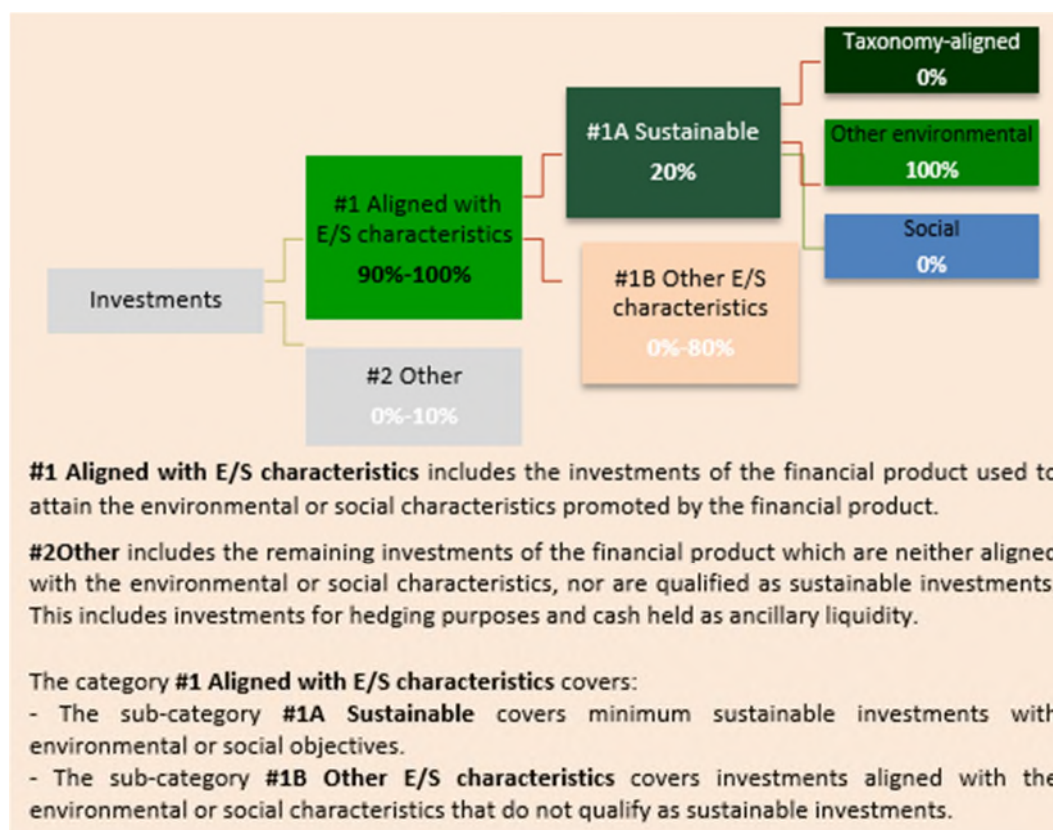 Taxonomy-aligned
0%
#1A Sustainable
20%
Other environmental
100%
#1 Aligned with
E/S characteristics
90%-100%
Social
0%
#1B Other E/S
characteristics
0%-80%
Investments
#2 Other
0%-10%
#1 Aligned with E/S characteristics includes the investments of the financial product used to
attain the environmental or social characteristics promoted by the financial product.
#2Other includes the remaining investments of the financial product which are neither aligned
with the environmental or social characteristics, nor are qualified as sustainable investments.
This includes investments for hedging purposes and cash held as ancillary liquidity.
The category #1 Aligned with E/S characteristics covers:
- The sub-category #1A Sustainable covers minimum sustainable investments with
environmental or social objectives.
- The sub-category #1B Other E/S characteristics covers investments aligned with the
environmental or social characteristics that do not qualify as sustainable investments.